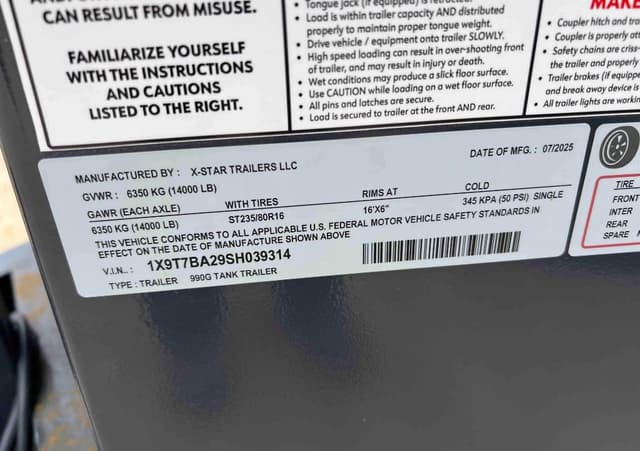 CAN RESULT FROM MISUSE.
FAMILIARIZE YOURSELF
WITH THE INSTRUCTIONS
AND CAUTIONS
LISTED TO THE RIGHT.
• Tongue jack (if equipped) is retracted.
• Load is within trailer capacity AND distributed
properly to maintain proper tongue weight.
• Drive vehicle / equipment onto trailer SLOWLY.
• High speed loading can result in over-shooting front
of trailer, and may result in injury or death.
• Wet conditions may produce a slick floor surface.
• Use CAUTION while loading on a wet floor surface.
• All pins and latches are secure.
• Load is secured to trailer at the front AND rear.
MAKE
• Coupler hitch and
• Coupler is properly
• Safety chains are
the trailer and properly
• Trailer brakes (if
and break away device is
• All trailer lights are
MANUFACTURED BY : X-STAR TRAILERS LLC
DATE OF MFG. : 07/2025
GVWR : 6350 KG (14000 LB)
GAWR (EACH AXLE) WITH TIRES RIMS AT COLD
6350 KG (14000 LB) ST235/80R16 16'X6" 345 KPA (50 PSI) SINGLE
THIS VEHICLE CONFORMS TO ALL APPLICABLE U.S. FEDERAL MOTOR VEHICLE SAFETY STANDARDS IN
EFFECT ON THE DATE OF MANUFACTURE SHOWN ABOVE
V.I.N.. : 1X9T7BA29SH039314
TYPE : TRAILER 990G TANK TRAILER
TIRE
FRONT
INTER
REAR
SPARE